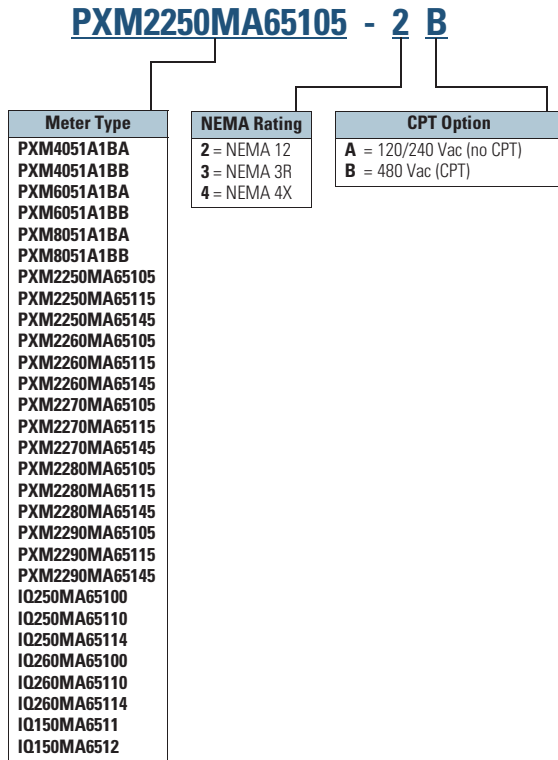 PXM2250MA65105 - 2 B
Meter Type
PXM4051A1BA
PXM4051A1BB
PXM6051A1BA
PXM6051A1BB
PXM8051A1BA
PXM8051A1BB
PXM2250MA65105
PXM2250MA65115
PXM2250MA65145
PXM2260MA65105
PXM2260MA65115
PXM2260MA65145
PXM2270MA65105
PXM2270MA65115
PXM2270MA65145
PXM2280MA65105
PXM2280MA65115
PXM2280MA65145
PXM2290MA65105
PXM2290MA65115
PXM2290MA65145
IQ250MA65100
IQ250MA65110
IQ250MA65114
IQ260MA65100
IQ260MA65110
IQ260MA65114
IQ150MA6511
IQ150MA6512
NEMA Rating
2 = NEMA 12
3 = NEMA 3R
4 = NEMA 4X
CPT Option
A = 120/240 Vac (no CPT)
B = 480 Vac (CPT)